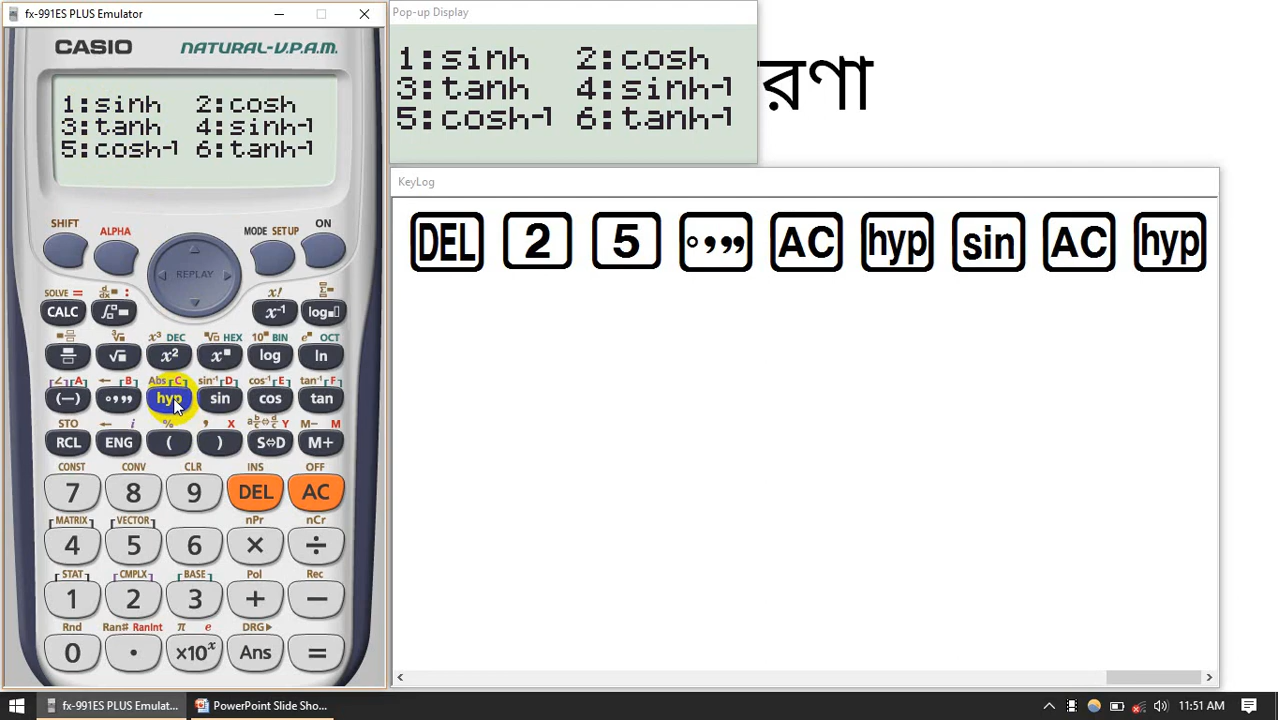 fx-991ES PLUS Emulator
Pop-up Display
CASIO NATURAL-V.P.A.M.
1:sinh 2:cosh
3:tanh 4:sinh-1
5:cosh-1 6:tanh-1
1:sinh 2:cosh
3:tanh 4:sinh-1
5:cosh-1 6:tanh-1
রণা
KeyLog
DEL 2 5 °,,, AC hyp sin AC hyp
SHIFT ALPHA MODE SETUP ON
REPLAY
SOLVE = d/dx : x! Σ
CALC ∫ x⁻¹ log
³√ x³ DEC ˣ√ HEX 10 BIN e OCT
√ x² x log ln
∠ A ← B Abs C sin⁻¹ D cos⁻¹ E tan⁻¹ F
(−) °,,, hyp sin cos tan
STO ← i % , X a b/c⇔d/c Y M− M
RCL ENG ( ) S⇔D M+
CONST CONV CLR INS OFF
7 8 9 DEL AC
MATRIX VECTOR nPr nCr
4 5 6 × ÷
STAT CMPLX BASE Pol Rec
1 2 3 + −
Rnd Ran# RanInt π e DRG▶
0 . ×10ˣ Ans =
fx-991ES PLUS Emulat... PowerPoint Slide Sho... 11:51 AM